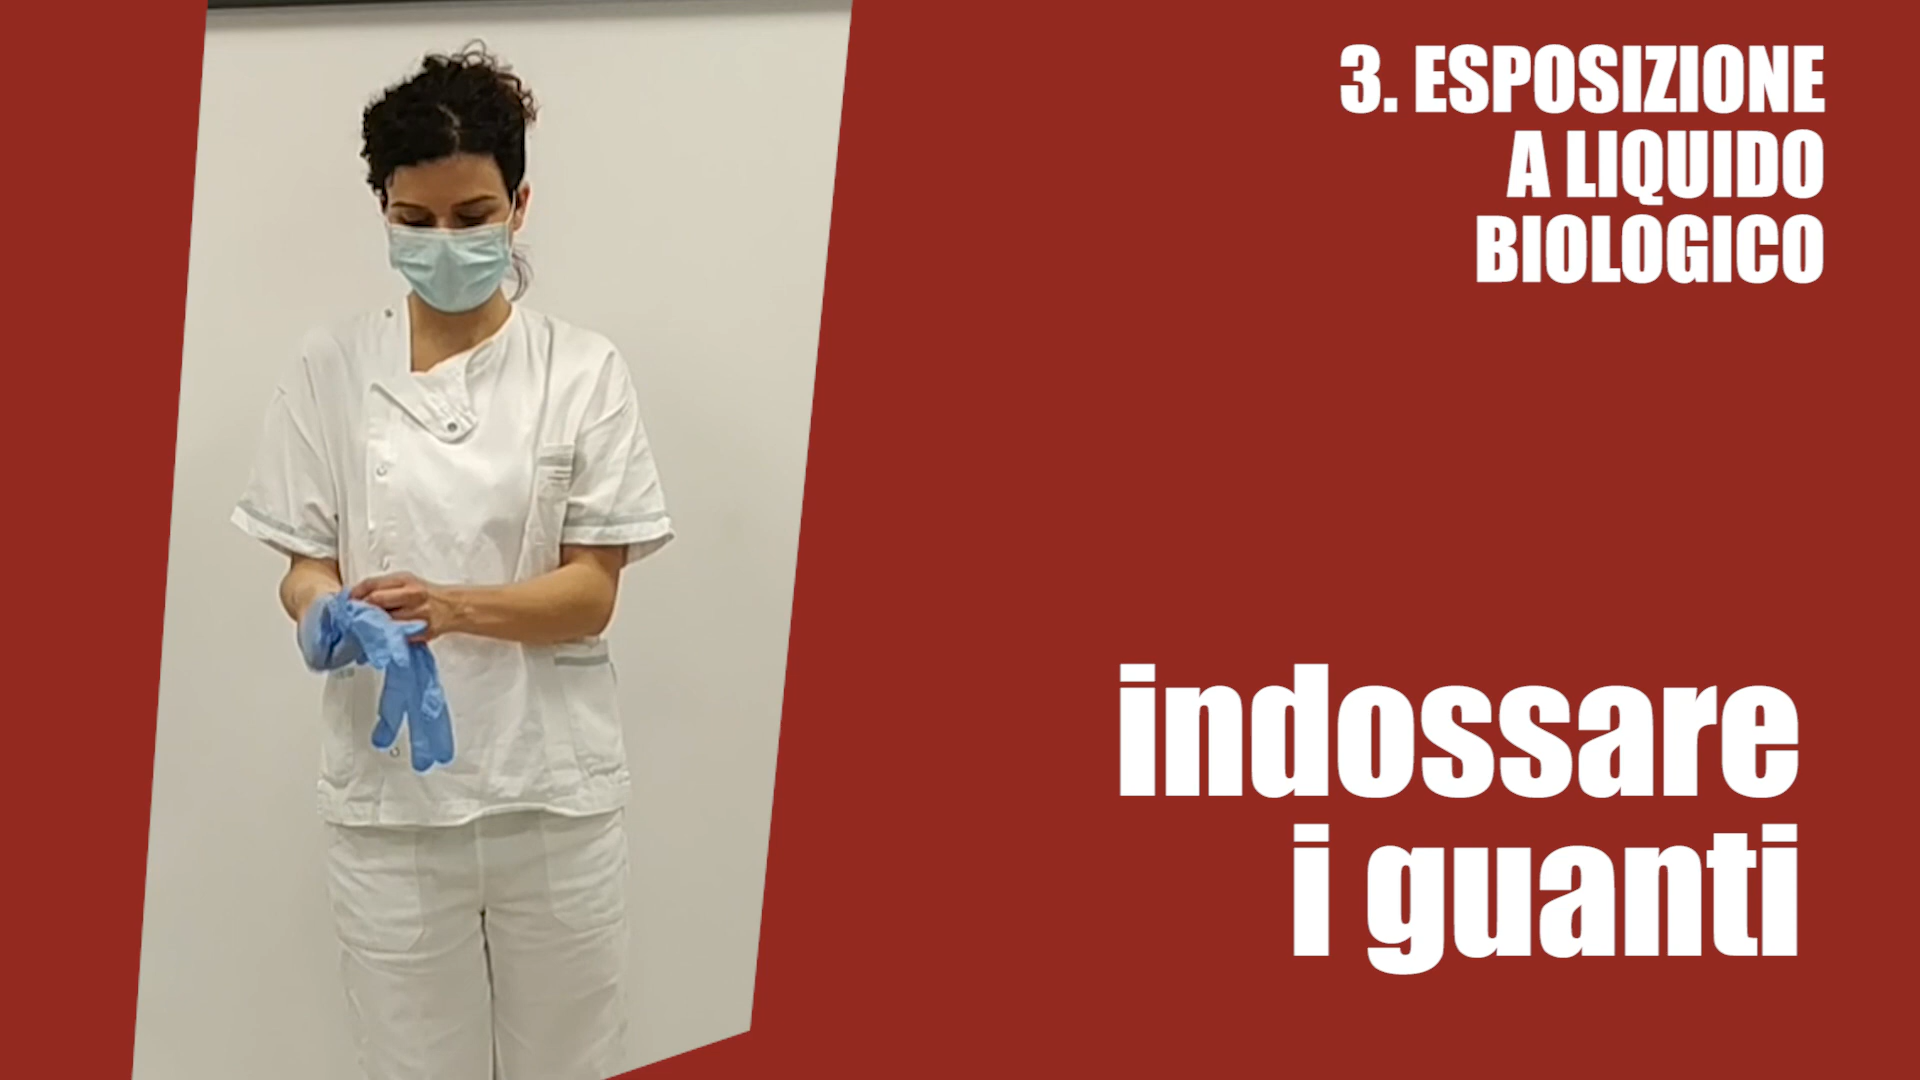 3. ESPOSIZIONE
A LIQUIDO
BIOLOGICO
indossare
i guanti